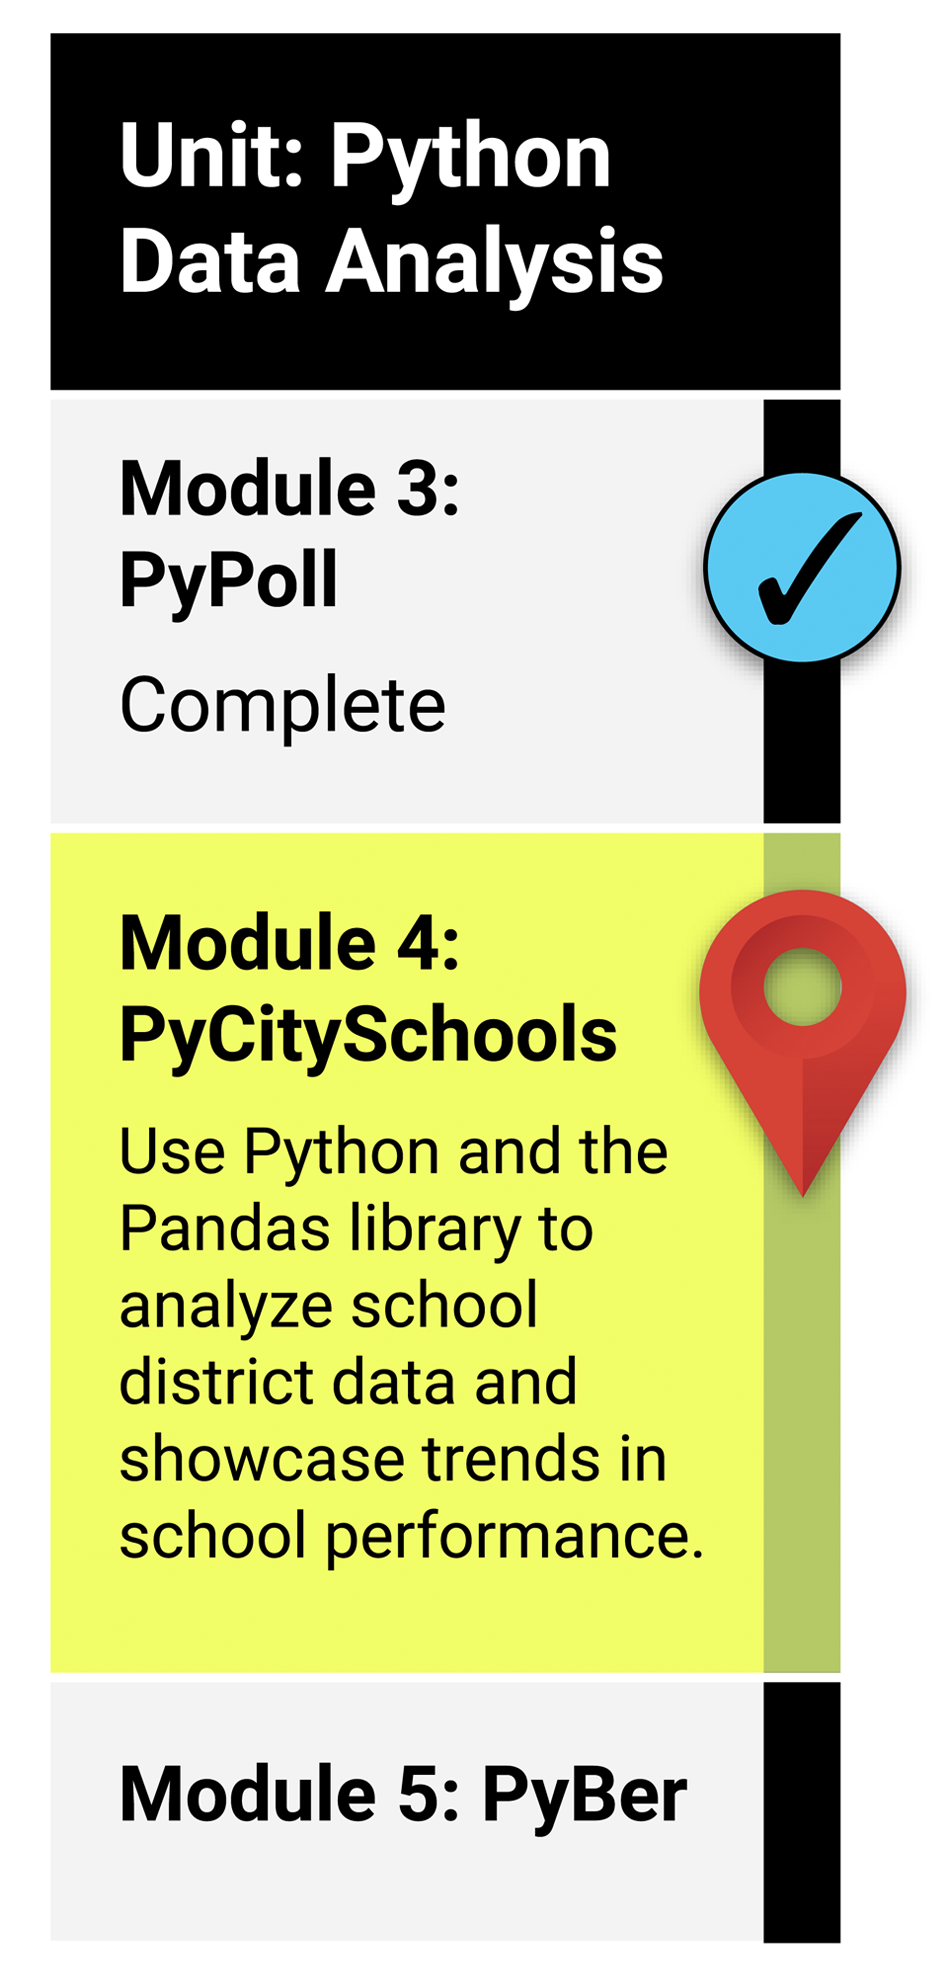 Unit: Python
Data Analysis
Module 3:
PyPoll
Complete
Module 4:
PyCitySchools
Use Python and the
Pandas library to
analyze school
district data and
showcase trends in
school performance.
Module 5: PyBer